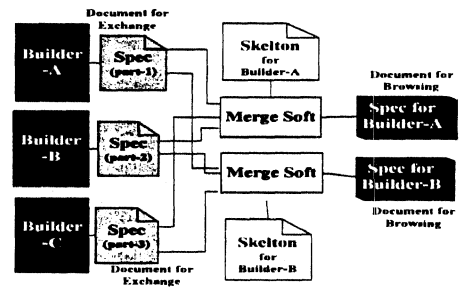 Document for
Exchange
Builder
-A
Spec
(part-1)
Skelton
for
Builder-A
Document for
Browsing
Merge Soft
Spec for
Builder-A
Builder
-B
Spec
(part-2)
Merge Soft
Spec for
Builder-B
Document for
Browsing
Builder
-C
Spec
(part-3)
Document for
Exchange
Skelton
for
Builder-B